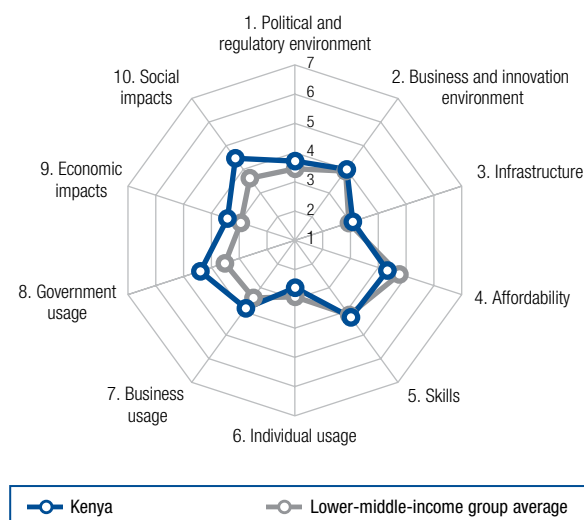 1. Political and
regulatory environment
7
10. Social
impacts
6
2. Business and innovation
environment
5
4
9. Economic
impacts
3
3. Infrastructure
2
1
8. Government
usage
4. Affordability
7. Business
usage
5. Skills
6. Individual usage
Kenya
Lower-middle-income group average